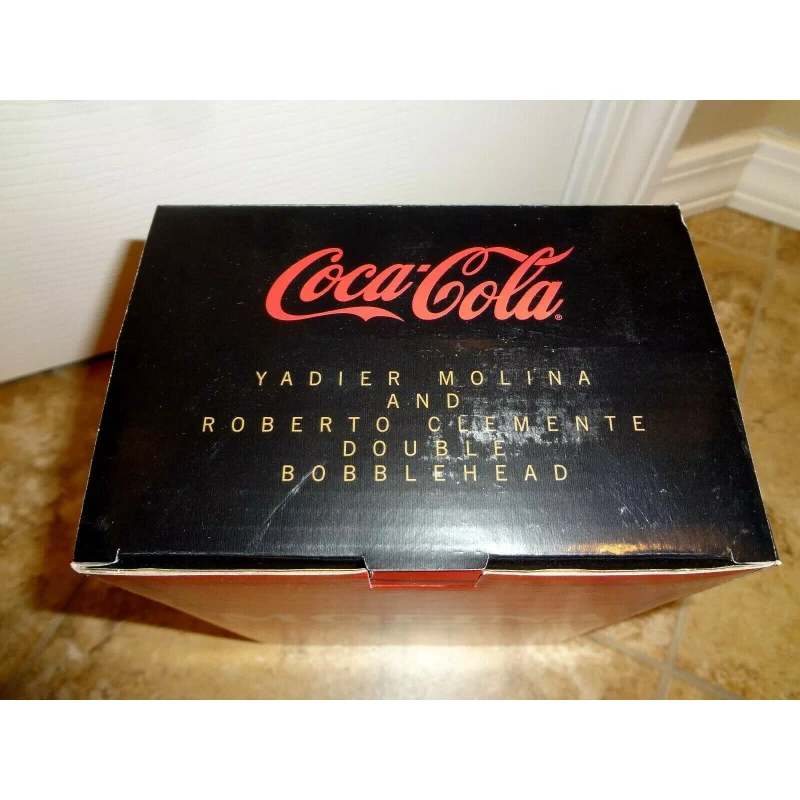 Coca-Cola®
YADIER MOLINA
AND
ROBERTO CLEMENTE
DOUBLE
BOBBLEHEAD